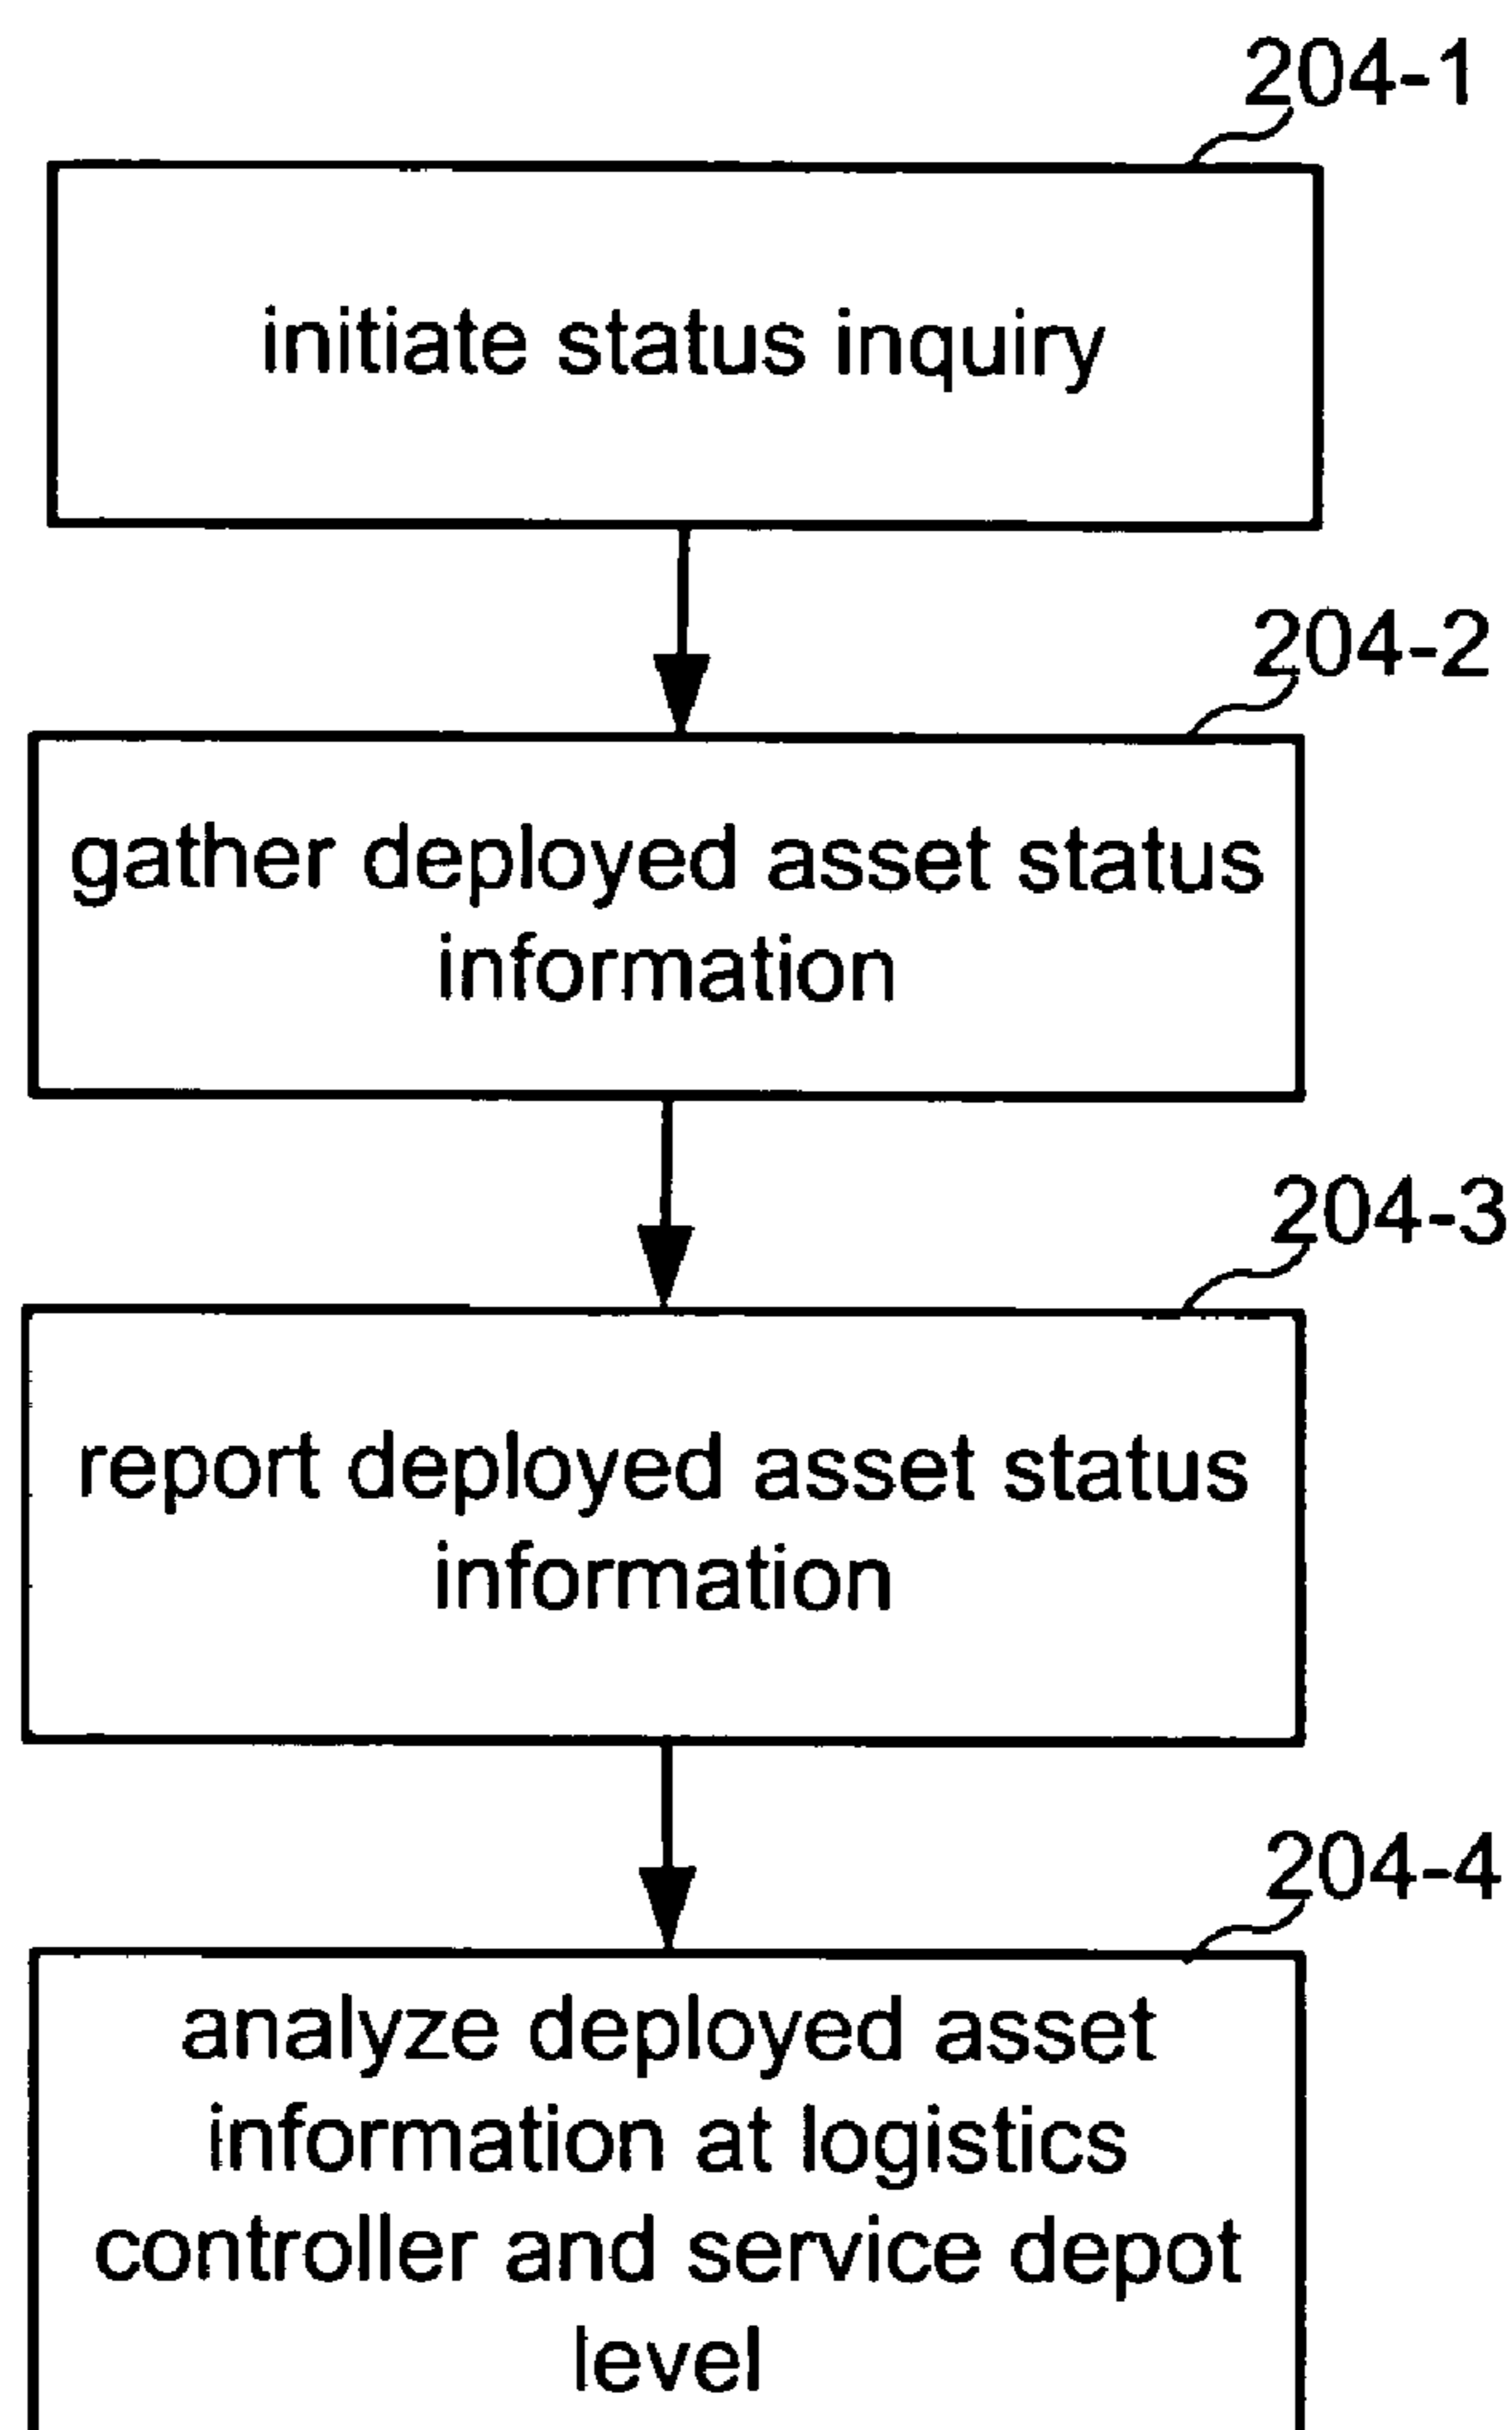 204-1
initiate status inquiry
204-2
gather deployed asset status
information
204-3
report deployed asset status
information
204-4
analyze deployed asset
information at logistics
controller and service depot
level